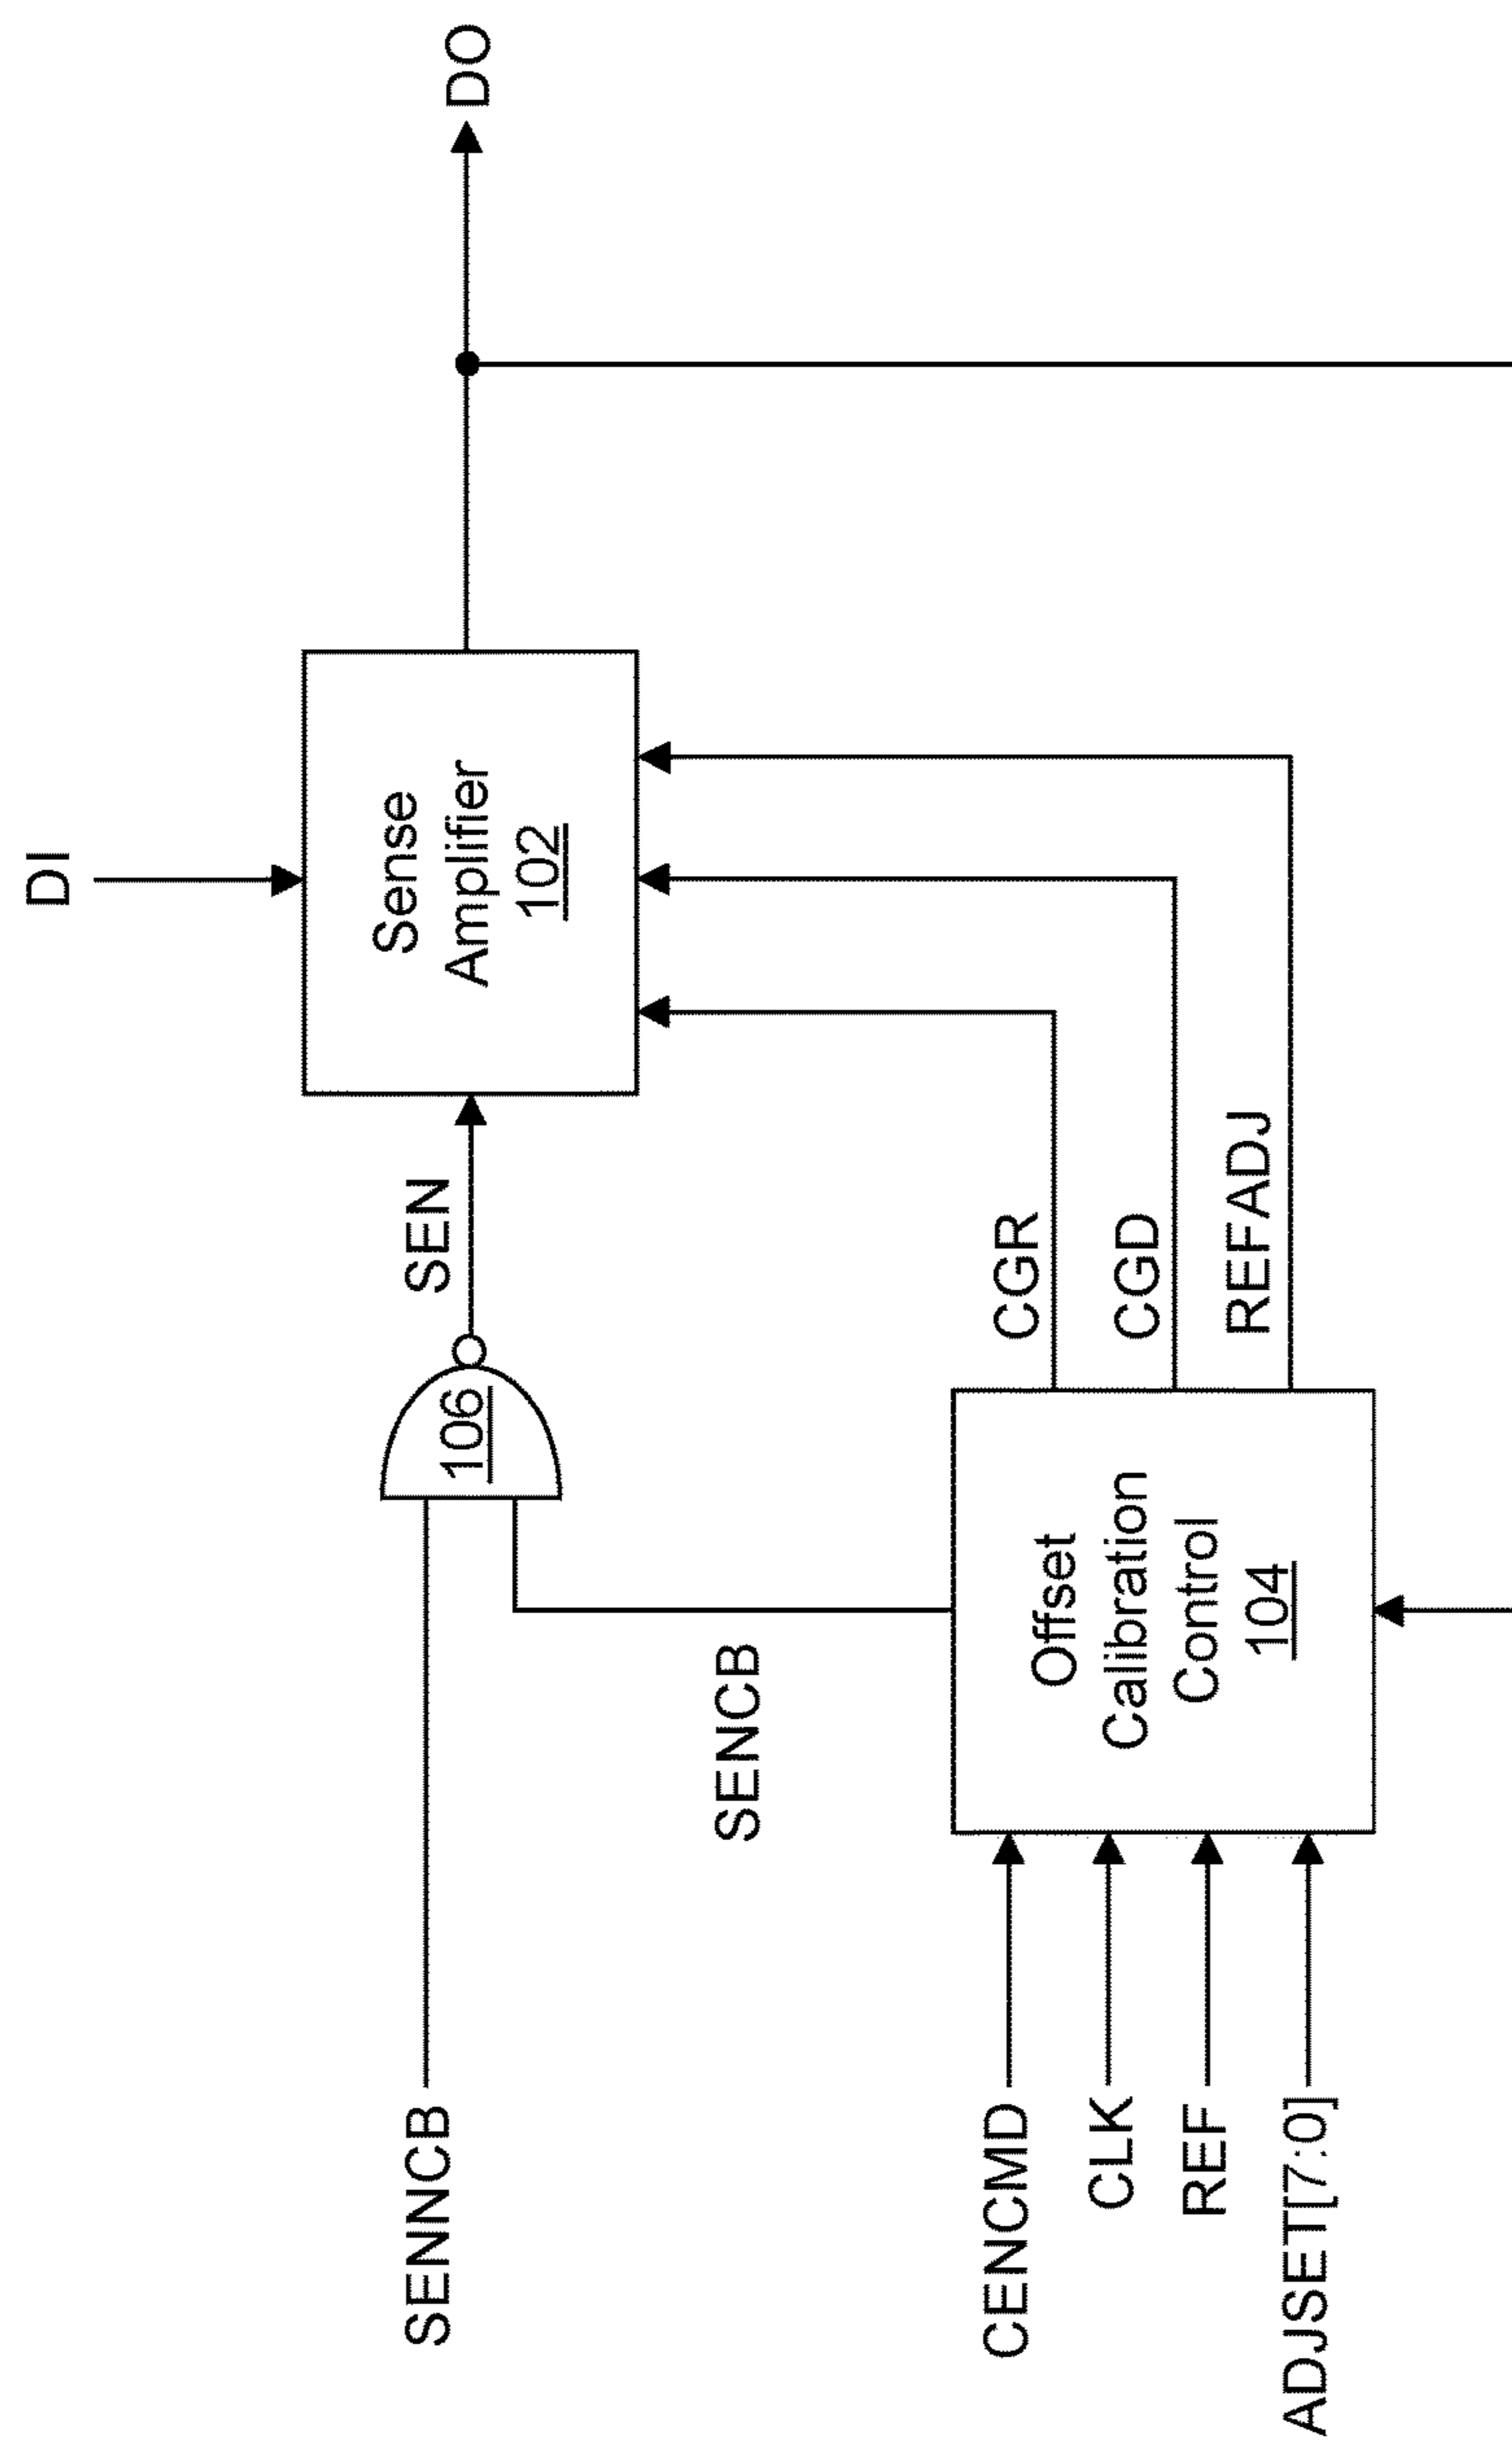 DI
Sense
Amplifier
102
DO
SENNCB
106
SEN
SENCB
CGR
CGD
REFADJ
CENCMD
CLK
REF
ADJSET[7:0]
Offset
Calibration
Control
104